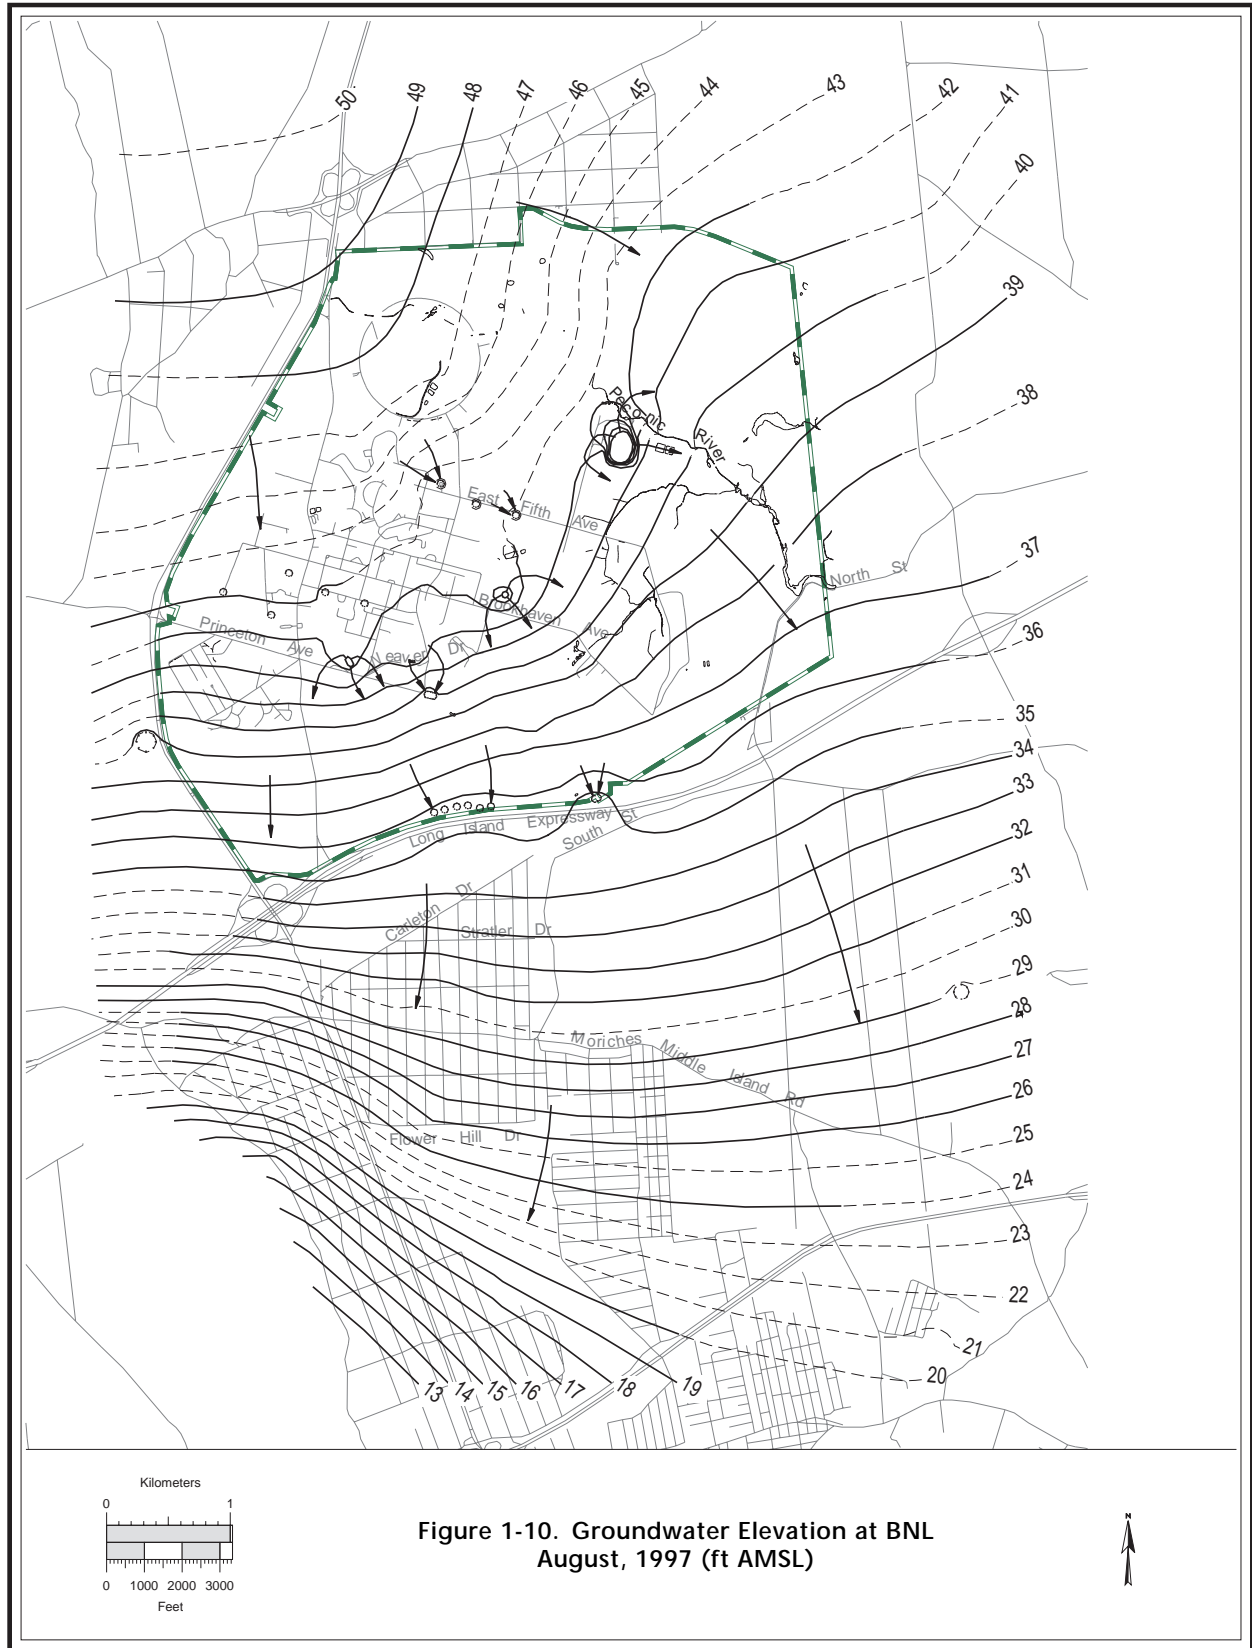 50
49
48
47
46
45
44
43
42
41
40
39
38
37
36
35
34
33
32
31
30
29
28
27
26
25
24
23
22
21
20
19
18
17
16
15
14
13
Peconic River
East Fifth Ave
Brookhaven Ave
North St
Princeton Ave
Weaver Dr
Long Island Expressway
South St
Carleton Dr
Stratler Dr
Moriches Middle Island Rd
Flower Hill Dr
Kilometers
0 1
0 1000 2000 3000
Feet
Figure 1-10. Groundwater Elevation at BNL
August, 1997 (ft AMSL)
N